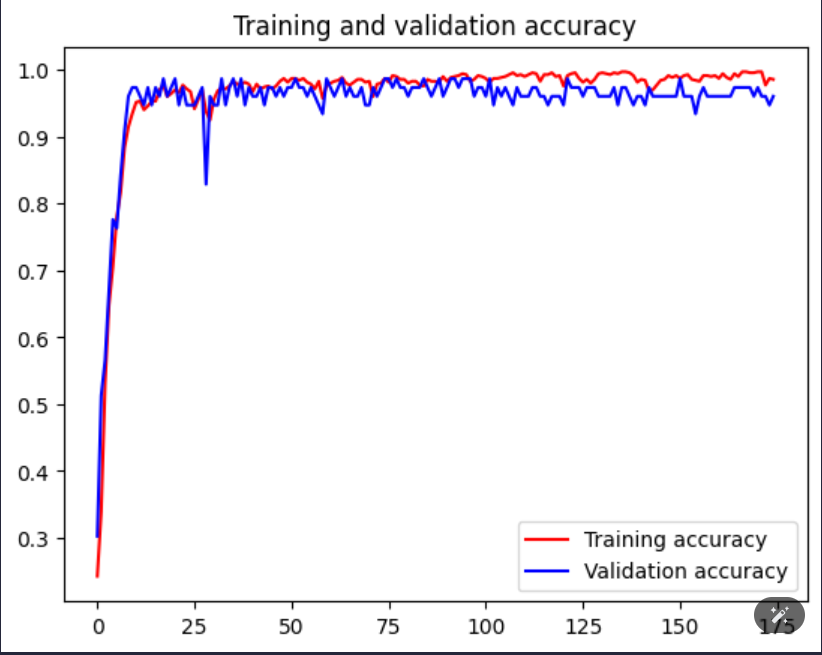 Training and validation accuracy
1.0
0.9
0.8
0.7
0.6
0.5
0.4
0.3
Training accuracy
Validation accuracy
0 25 50 75 100 125 150 175